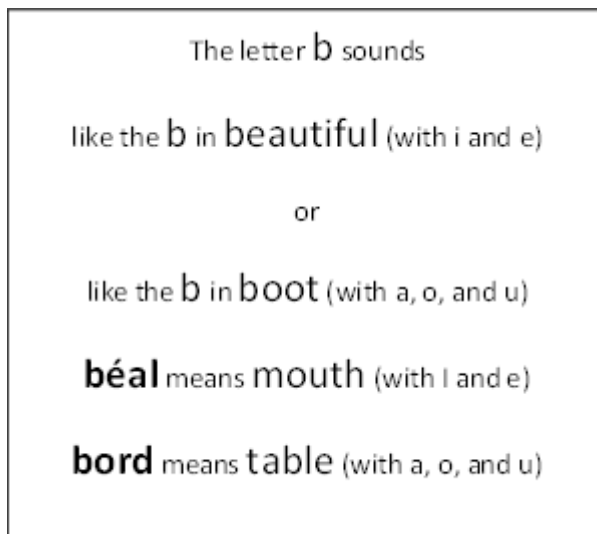 The letter b sounds
like the b in beautiful (with i and e)
or
like the b in boot (with a, o, and u)
béal means mouth (with I and e)
bord means table (with a, o, and u)